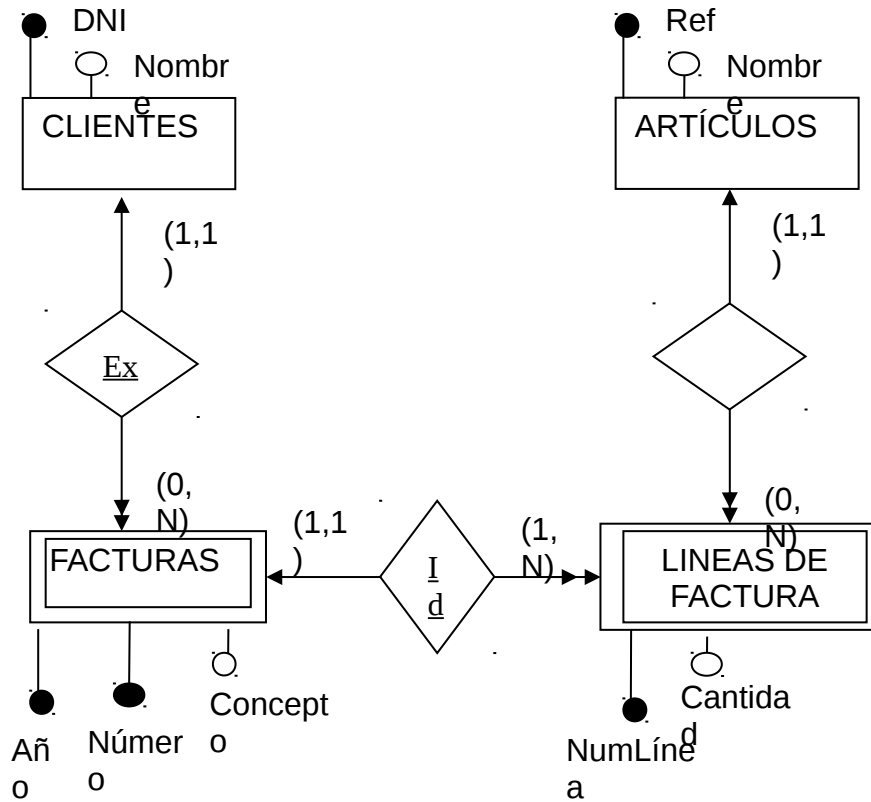 DNI
Nombr
e
CLIENTES
(1,1
)
Ex
(0,
N)
FACTURAS
Añ
o
Númer
o
Concept
o
(1,1
)
I
d
(1,
N)
Ref
Nombr
e
ARTÍCULOS
(1,1
)
(0,
N)
LINEAS DE
FACTURA
NumLíne
a
Cantida
d